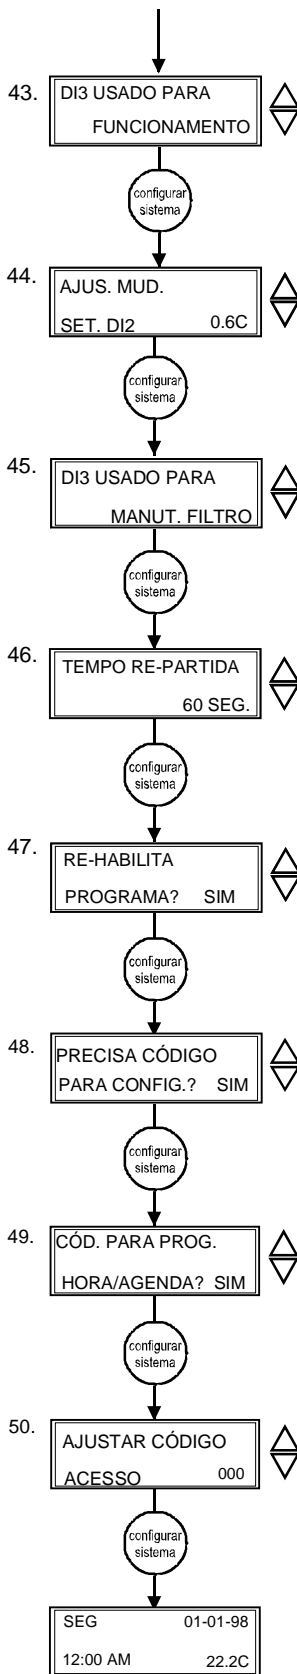 43.
DI3 USADO PARA
FUNCIONAMENTO
configurar
sistema
44.
AJUS. MUD.
SET. DI2 0.6C
configurar
sistema
45.
DI3 USADO PARA
MANUT. FILTRO
configurar
sistema
46.
TEMPO RE-PARTIDA
60 SEG.
configurar
sistema
47.
RE-HABILITA
PROGRAMA? SIM
configurar
sistema
48.
PRECISA CÓDIGO
PARA CONFIG.? SIM
configurar
sistema
49.
CÓD. PARA PROG.
HORA/AGENDA? SIM
configurar
sistema
50.
AJUSTAR CÓDIGO
ACESSO 000
configurar
sistema
SEG 01-01-98
12:00 AM 22.2C